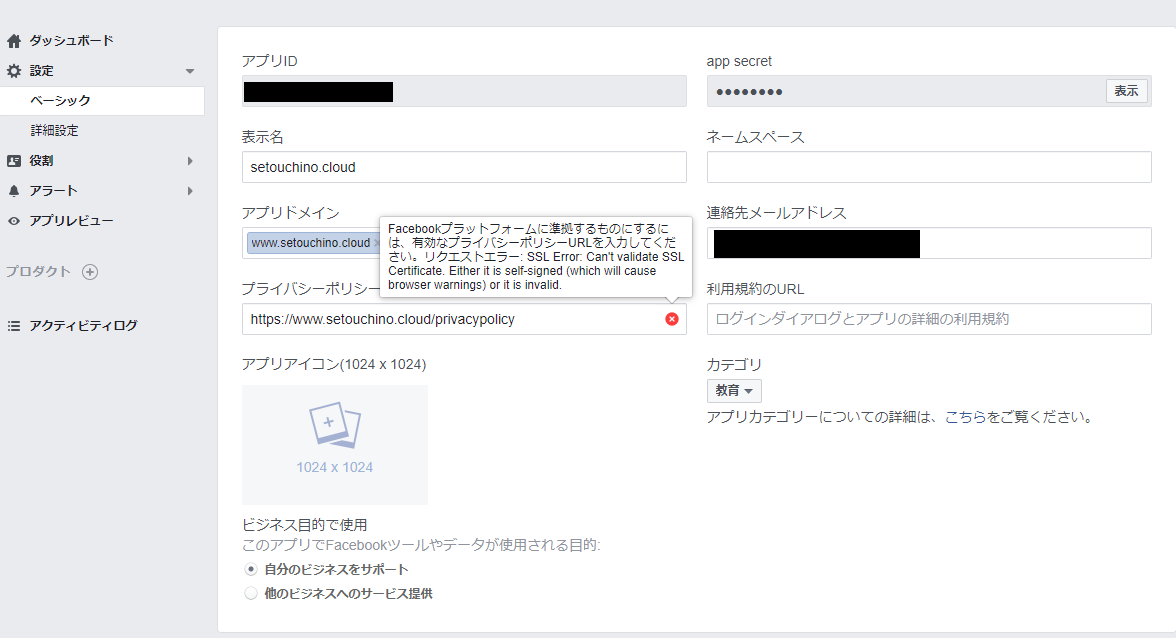 ダッシュボード
設定
ベーシック
詳細設定
役割
アラート
アプリレビュー
プロダクト
アクティビティログ
アプリID
app secret
●●●●●●●●
表示
表示名
setouchino.cloud
ネームスペース
アプリドメイン
www.setouchino.cloud ×
Facebookプラットフォームに準拠するものにするに
は、有効なプライバシーポリシーURLを入力してくだ
さい。リクエストエラー: SSL Error: Can't validate SSL
Certificate. Either it is self-signed (which will cause
browser warnings) or it is invalid.
連絡先メールアドレス
プライバシーポリシー
https://www.setouchino.cloud/privacypolicy
利用規約のURL
ログインダイアログとアプリの詳細の利用規約
アプリアイコン(1024 x 1024)
1024 x 1024
カテゴリ
教育
アプリカテゴリーについての詳細は、こちらをご覧ください。
ビジネス目的で使用
このアプリでFacebookツールやデータが使用される目的:
自分のビジネスをサポート
他のビジネスへのサービス提供